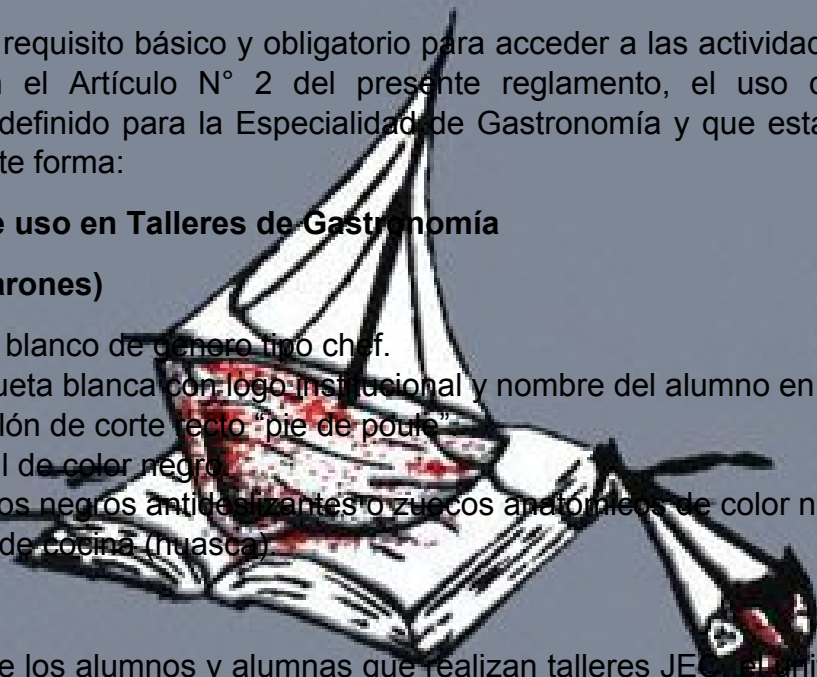 requisito básico y obligatorio para acceder a las actividad
el Artículo N° 2 del presente reglamento, el uso
definido para la Especialidad de Gastronomía y que esta
te forma:
e uso en Talleres de Gastronomía
arones)
blanco de género tipo chef.
ueta blanca con logo institucional y nombre del alumno en
lón de corte recto “pie de poule”
l de color negro.
os negros antideslizantes o zuecos anatómicos de color n
de cocina (huasca).
e los alumnos y alumnas que realizan talleres JEC, el uni